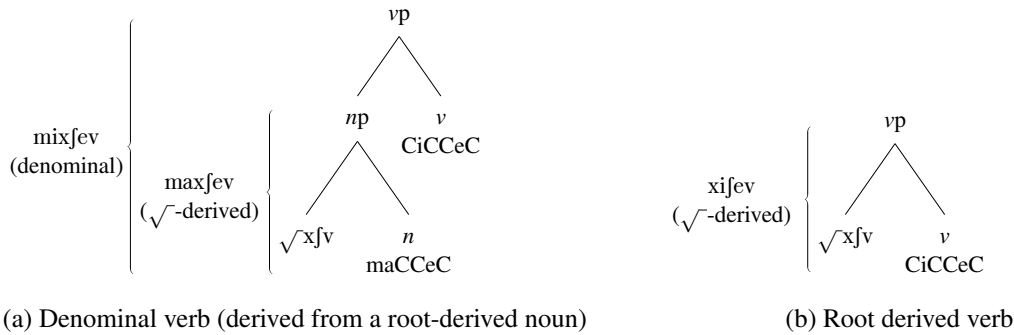 vp
np
v
CiCCeC
mixʃev
(denominal)
maxʃev
(√-derived)
√xʃv
n
maCCeC
(a) Denominal verb (derived from a root-derived noun)
vp
xiʃev
(√-derived)
√xʃv
v
CiCCeC
(b) Root derived verb